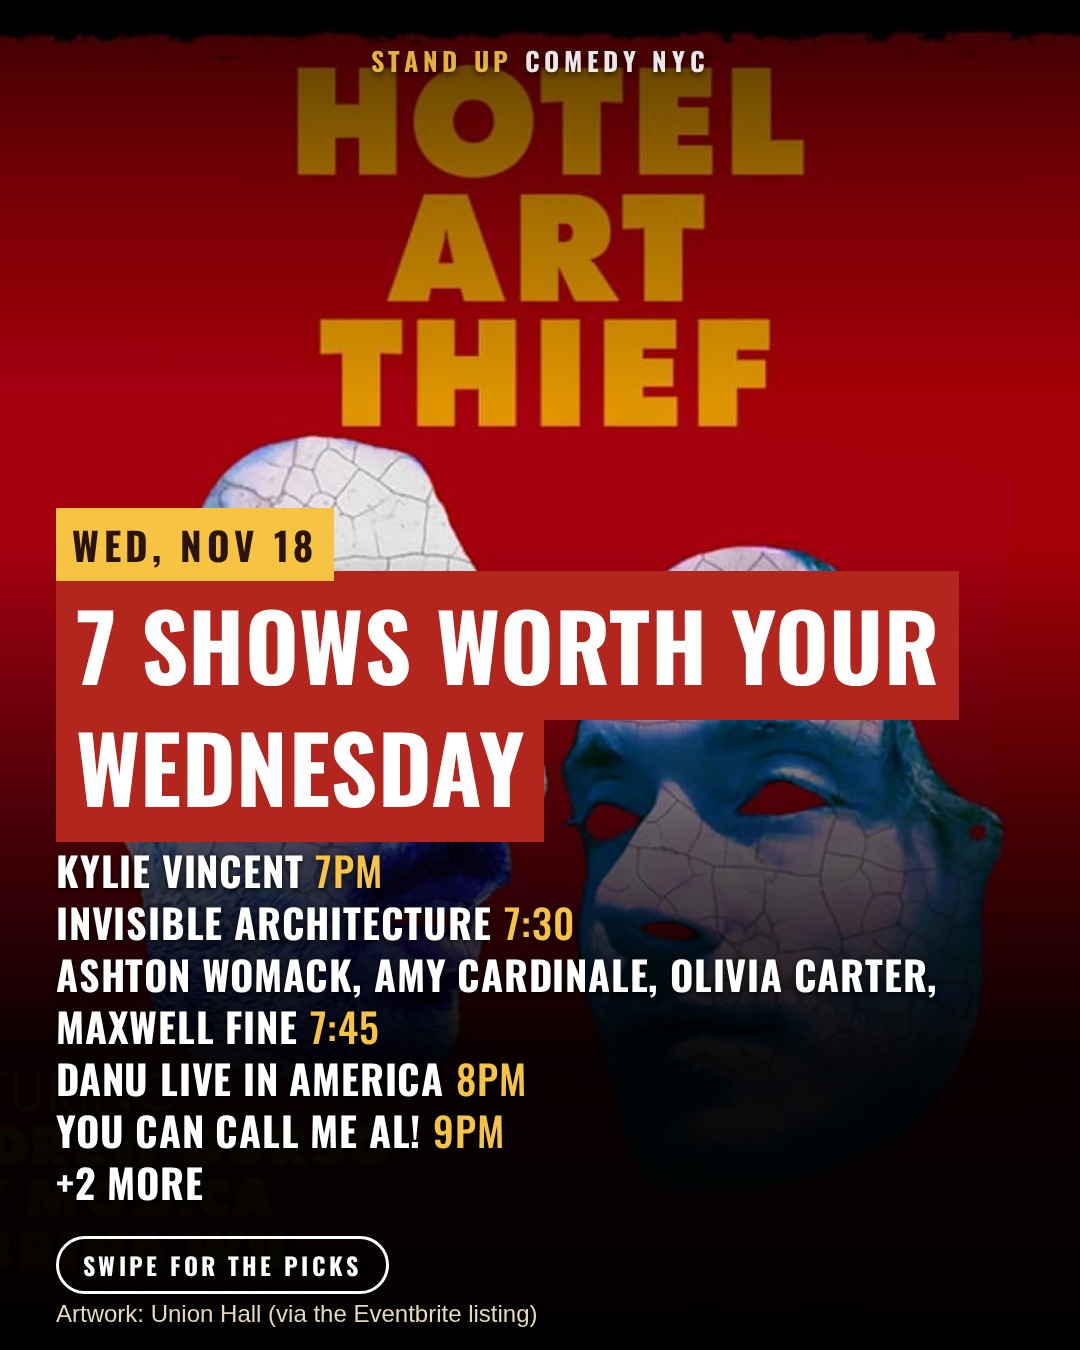 STAND UP COMEDY NYC
HOTEL
ART
THIEF
WED, NOV 18
7 SHOWS WORTH YOUR
WEDNESDAY
KYLIE VINCENT 7PM
INVISIBLE ARCHITECTURE 7:30
ASHTON WOMACK, AMY CARDINALE, OLIVIA CARTER,
MAXWELL FINE 7:45
DANU LIVE IN AMERICA 8PM
YOU CAN CALL ME AL! 9PM
+2 MORE
SWIPE FOR THE PICKS
Artwork: Union Hall (via the Eventbrite listing)